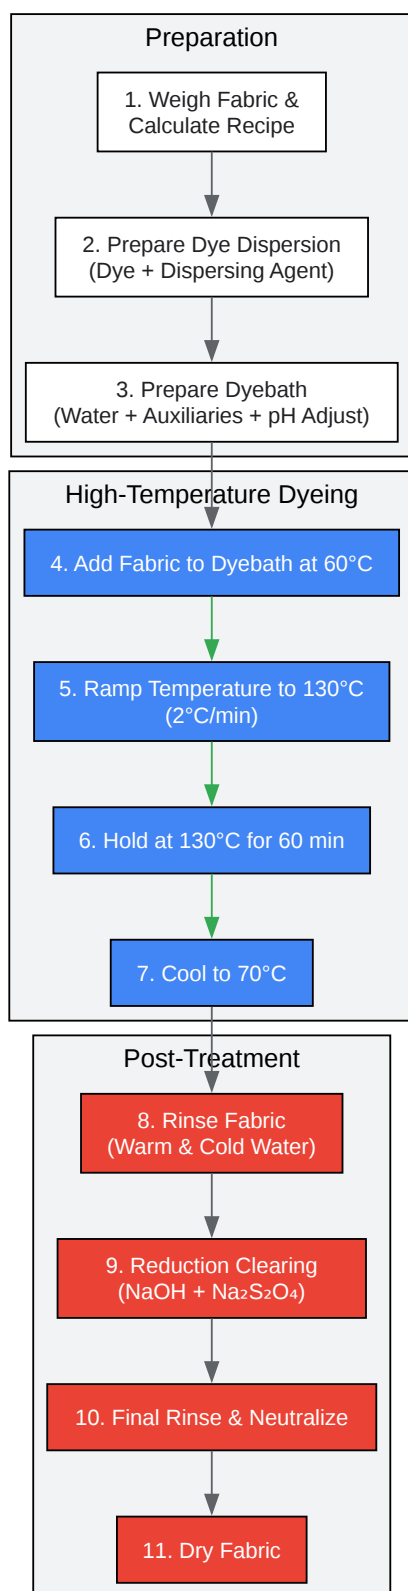 Preparation
1. Weigh Fabric &
Calculate Recipe
2. Prepare Dye Dispersion
(Dye + Dispersing Agent)
3. Prepare Dyebath
(Water + Auxiliaries + pH Adjust)
High-Temperature Dyeing
4. Add Fabric to Dyebath at 60°C
5. Ramp Temperature to 130°C
(2°C/min)
6. Hold at 130°C for 60 min
7. Cool to 70°C
Post-Treatment
8. Rinse Fabric
(Warm & Cold Water)
9. Reduction Clearing
(NaOH + Na₂S₂O₄)
10. Final Rinse & Neutralize
11. Dry Fabric